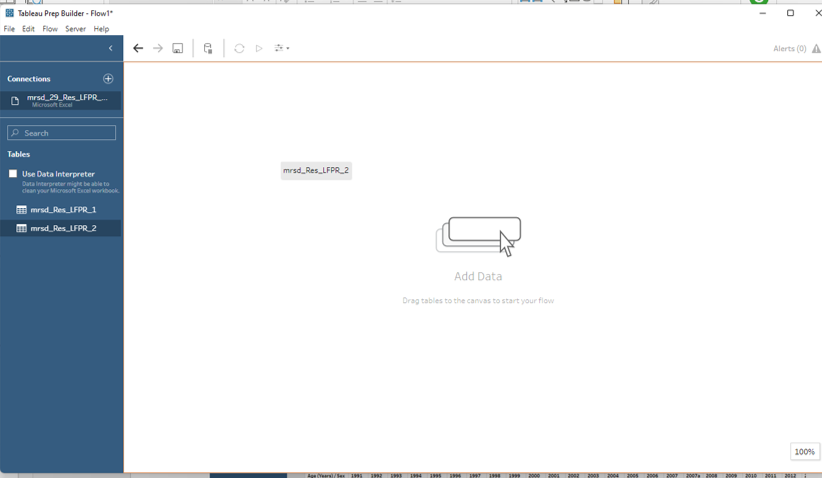 Tableau Prep Builder - Flow1*
File Edit Flow Server Help
Alerts (0)
Connections
mrsd_29_Res_LFPR_...
Microsoft Excel
Search
Tables
Use Data Interpreter
Data Interpreter might be able to
clean your Microsoft Excel workbook.
mrsd_Res_LFPR_1
mrsd_Res_LFPR_2
mrsd_Res_LFPR_2
Add Data
Drag tables to the canvas to start your flow
100%
Age (Years) / Sex 1991 1992 1993 1994 1995 1996 1997 1998 1999 2000 2001 2002 2003 2004 2005 2006 2007 2007a 2008 2009 2010 2011 2012